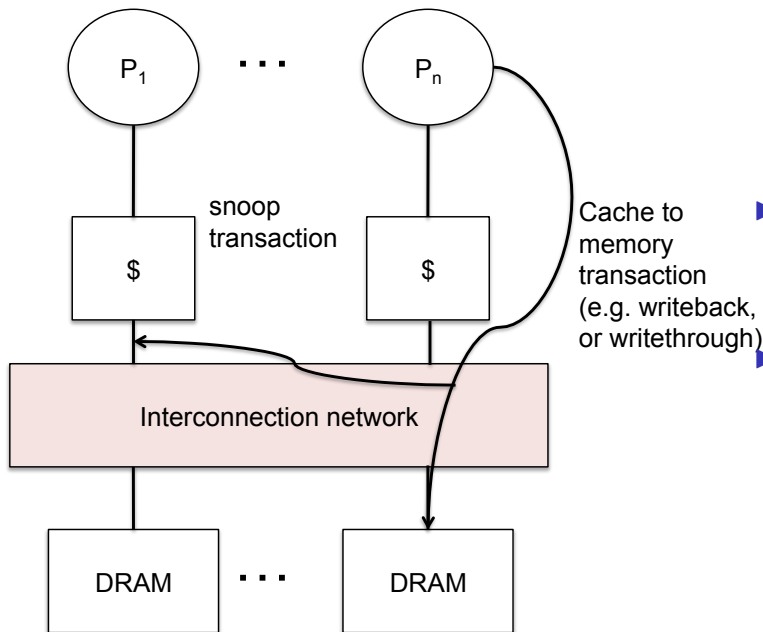 P1 ... Pn
snoop
transaction
$
$
Cache to
memory
transaction
(e.g. writeback,
or writethrough)
Interconnection network
DRAM ... DRAM